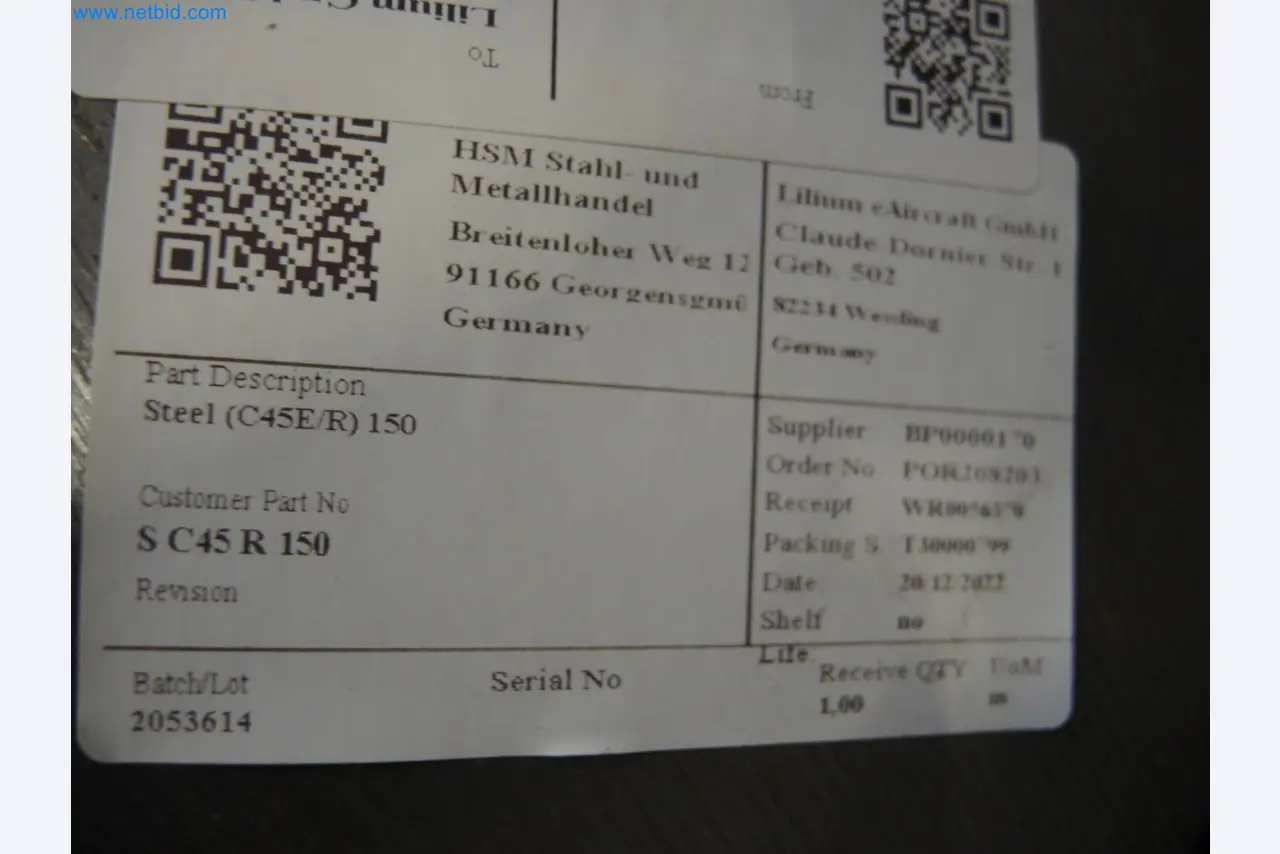 www.netbid.com
Lilium
To
From
HSM Stahl- und
Metallhandel
Breitenloher Weg 12
91166 Georgensgmü
Germany
Lilium eAircraft GmbH
Claude Dornier Str. 1
Geb. 502
82234 Wessling
Germany
Part Description
Steel (C45E/R) 150
Customer Part No
S C45 R 150
Revision
Supplier
Order No
Receipt
Packing S
Date 20/12/2022
Shelf no
Life
Batch/Lot
2053614
Serial No
Receive QTY UoM
1,00 m